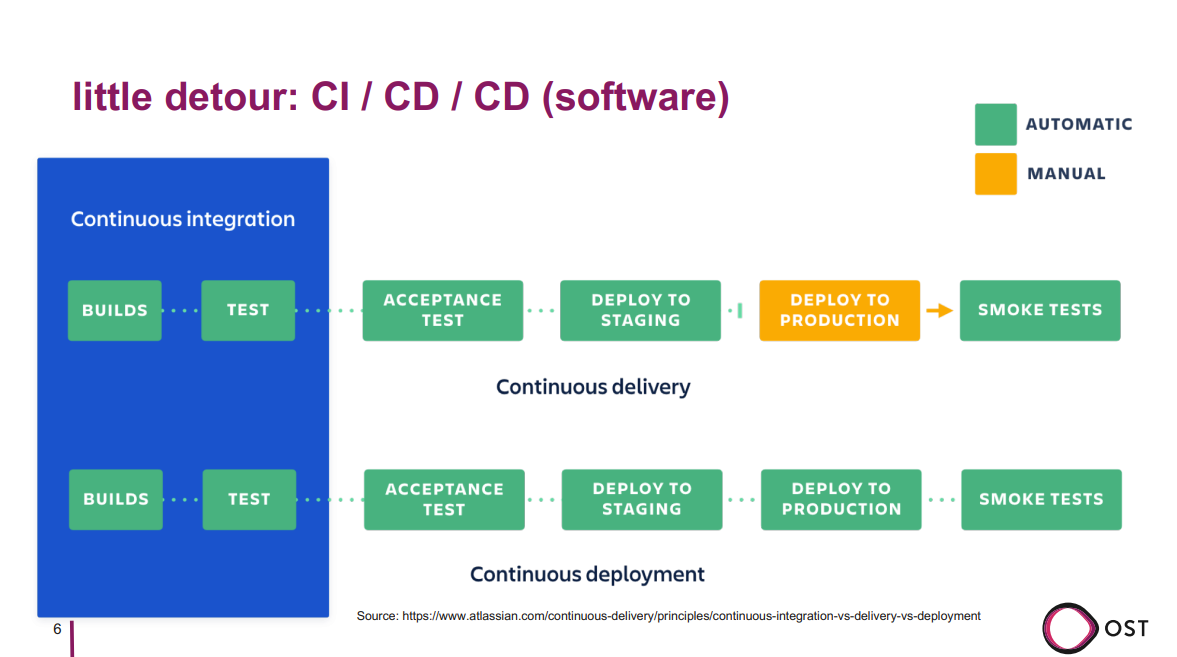 little detour: CI / CD / CD (software)
AUTOMATIC
MANUAL
Continuous integration
BUILDS
TEST
ACCEPTANCE
TEST
DEPLOY TO
STAGING
DEPLOY TO
PRODUCTION
SMOKE TESTS
Continuous delivery
BUILDS
TEST
ACCEPTANCE
TEST
DEPLOY TO
STAGING
DEPLOY TO
PRODUCTION
SMOKE TESTS
Continuous deployment
Source: https://www.atlassian.com/continuous-delivery/principles/continuous-integration-vs-delivery-vs-deployment
6
OST